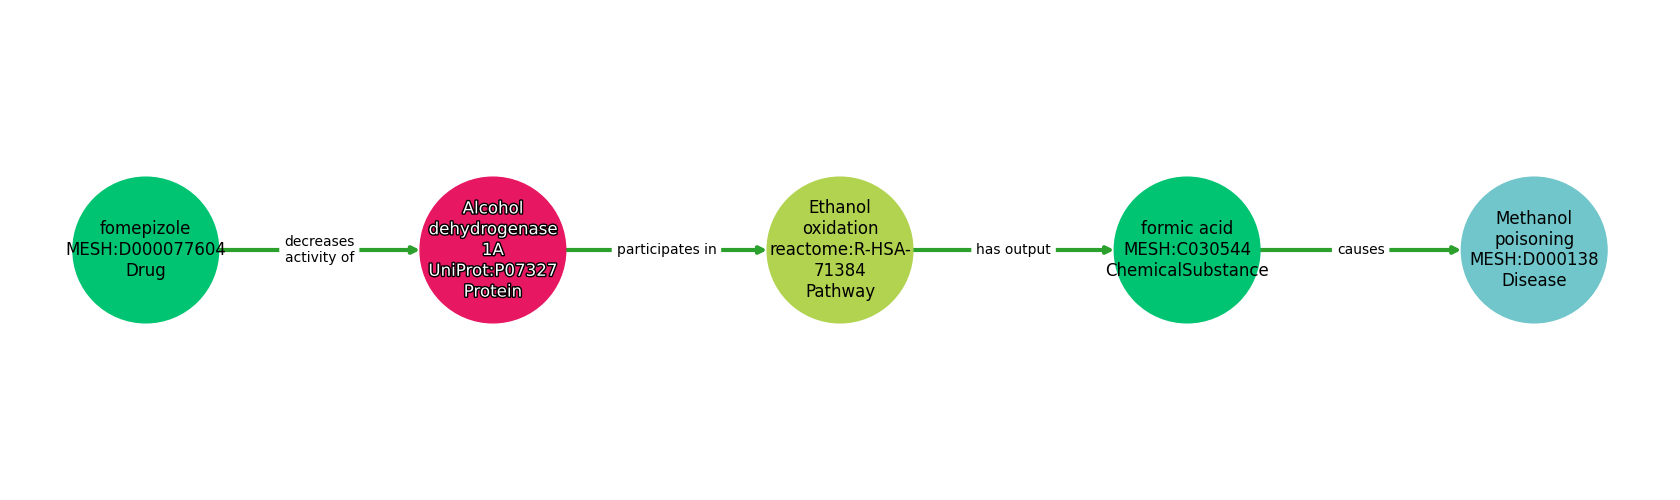 fomepizole
MESH:D000077604
Drug
decreases
activity of
Alcohol
dehydrogenase
1A
UniProt:P07327
Protein
participates in
Ethanol
oxidation
reactome:R-HSA-
71384
Pathway
has output
formic acid
MESH:C030544
ChemicalSubstance
causes
Methanol
poisoning
MESH:D000138
Disease